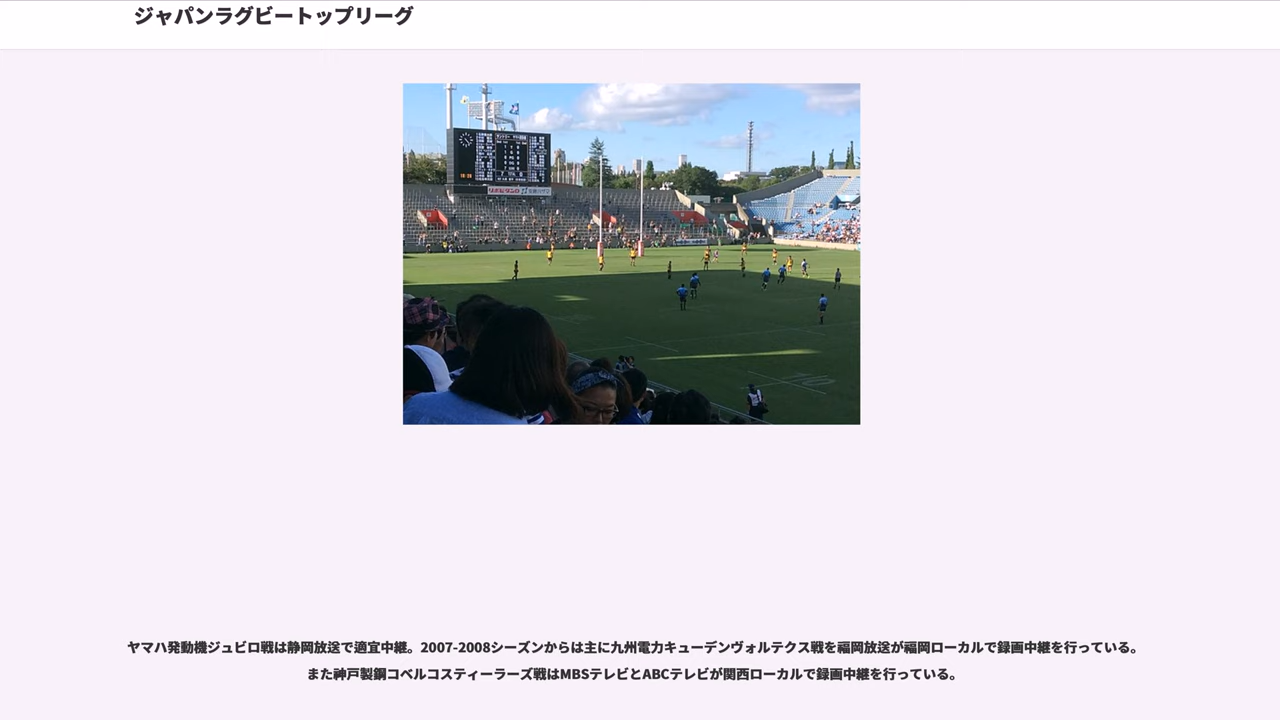 ジャパンラグビートップリーグ
ヤマハ発動機ジュビロ戦は静岡放送で適宜中継。2007-2008シーズンからは主に九州電力キューデンヴォルテクス戦を福岡放送が福岡ローカルで録画中継を行っている。
また神戸製鋼コベルコスティーラーズ戦はMBSテレビとABCテレビが関西ローカルで録画中継を行っている。